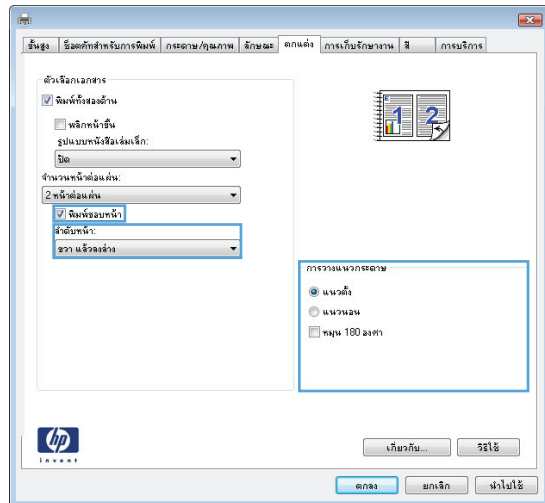 ขั้นสูง ช็อตคัทสำหรับการพิมพ์ กระดาษ/คุณภาพ ลักษณะ ตกแต่ง การเก็บรักษางาน สี การบริการ
ตัวเลือกเอกสาร
พิมพ์ทั้งสองด้าน
พลิกหน้าขึ้น
รูปแบบหนังสือเล่มเล็ก:
ปิด
จำนวนหน้าต่อแผ่น:
2 หน้าต่อแผ่น
พิมพ์ขอบหน้า
ลำดับหน้า:
ขวา แล้วลงล่าง
1 2
การวางแนวกระดาษ
แนวตั้ง
แนวนอน
หมุน 180 องศา
hp
invent
เกี่ยวกับ... วิธีใช้
ตกลง ยกเลิก นำไปใช้